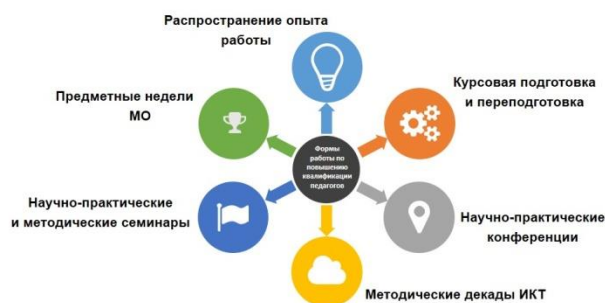 Распространение опыта
работы
Курсовая подготовка
и переподготовка
Предметные недели
МО
Формы
работы по
повышению
квалификации
педагогов
Научно-практические
и методические семинары
Научно-практические
конференции
Методические декады ИКТ